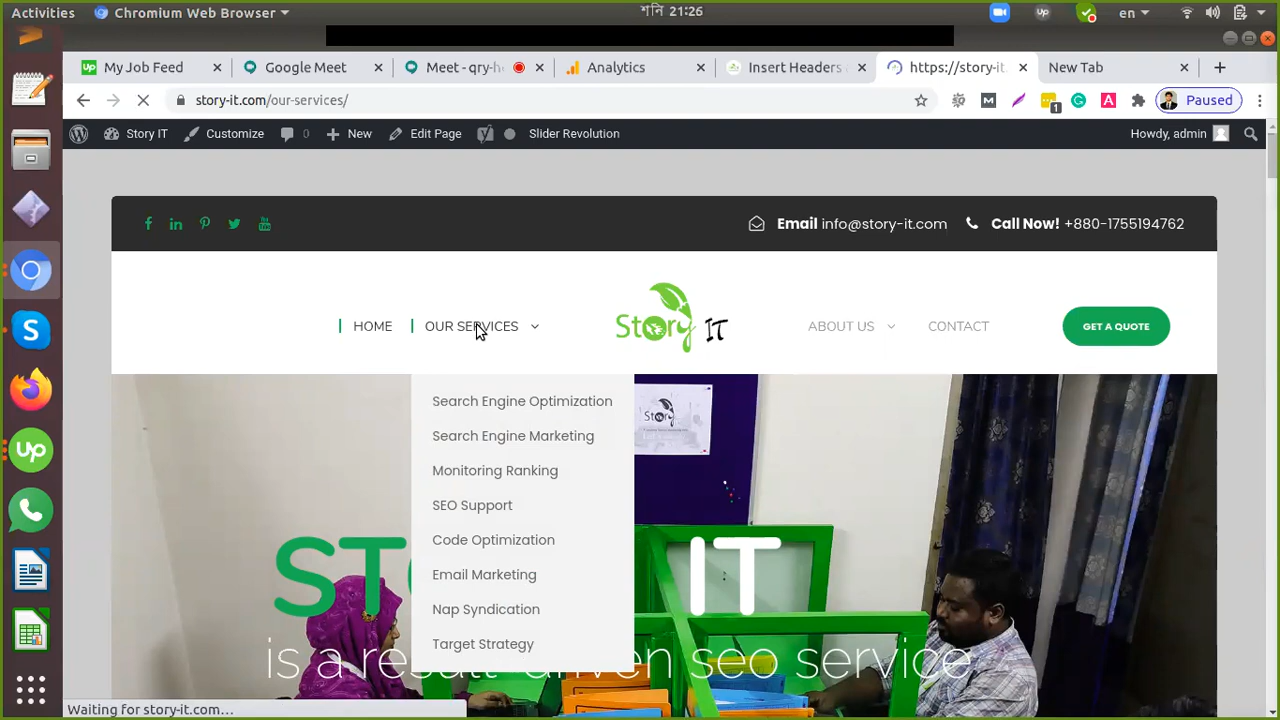 Activities Chromium Web Browser শনি 21:26 en
My Job Feed Google Meet Meet - qry-h Analytics Insert Headers https://story-it. New Tab
story-it.com/our-services/ 1 Paused
Story IT Customize 0 New Edit Page Slider Revolution Howdy, admin
Email info@story-it.com Call Now! +880-1755194762
HOME OUR SERVICES Story IT ABOUT US CONTACT GET A QUOTE
Search Engine Optimization
Search Engine Marketing
Monitoring Ranking
SEO Support
Code Optimization
Email Marketing
Nap Syndication
Target Strategy
IT
seo service
Waiting for story-it.com...